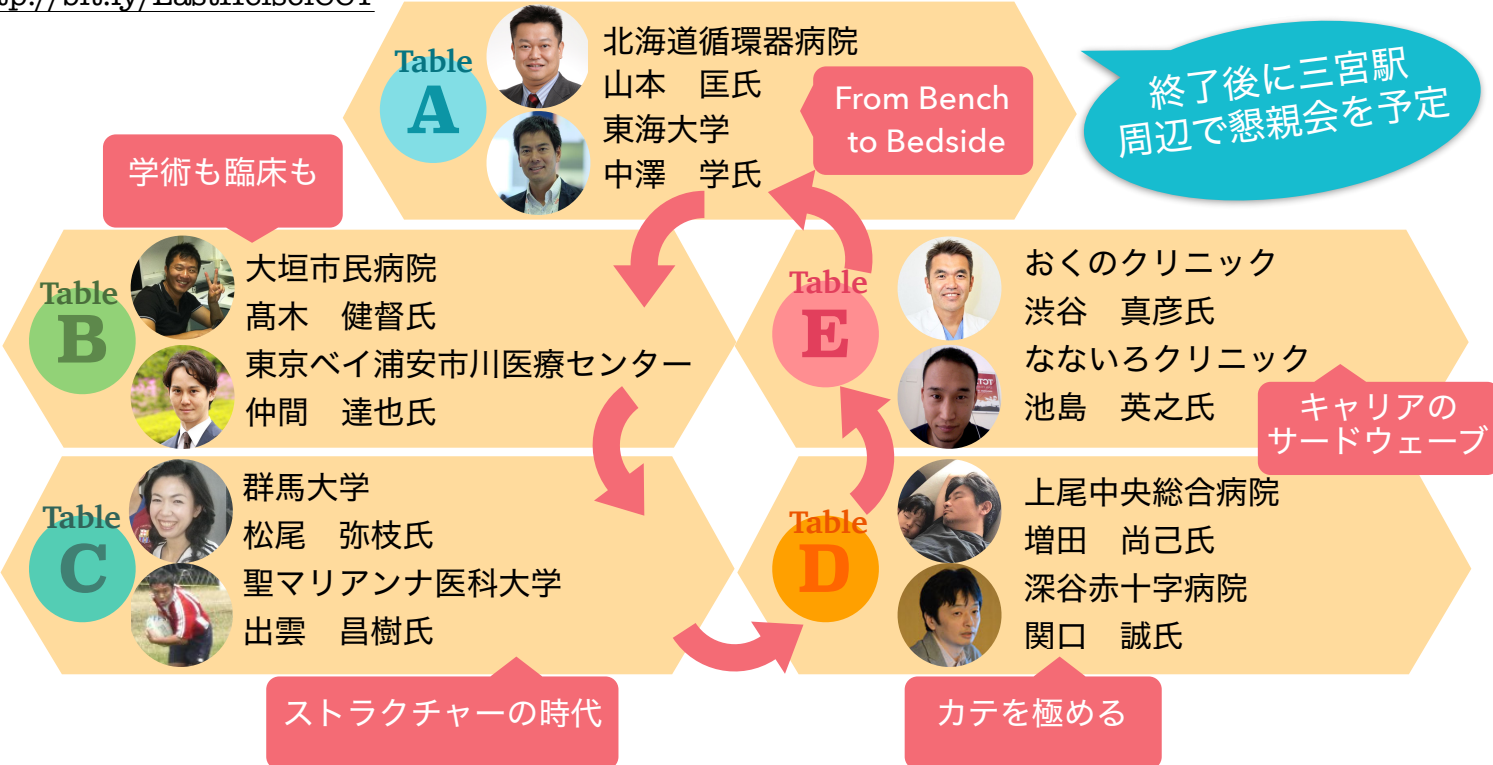 tp://bit.ly/EastHeisei051
Table
A
北海道循環器病院
山本　匡氏
東海大学
中澤　学氏
From Bench
to Bedside
終了後に三宮駅
周辺で懇親会を予定
学術も臨床も
Table
B
大垣市民病院
髙木　健督氏
東京ベイ浦安市川医療センター
仲間　達也氏
Table
E
おくのクリニック
渋谷　真彦氏
なないろクリニック
池島　英之氏
キャリアの
サードウェーブ
Table
C
群馬大学
松尾　弥枝氏
聖マリアンナ医科大学
出雲　昌樹氏
ストラクチャーの時代
Table
D
上尾中央総合病院
増田　尚己氏
深谷赤十字病院
関口　誠氏
カテを極める